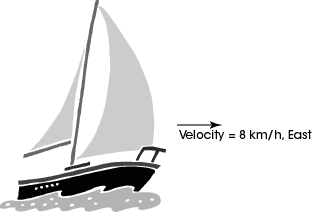 Velocity = 8 km/h, East